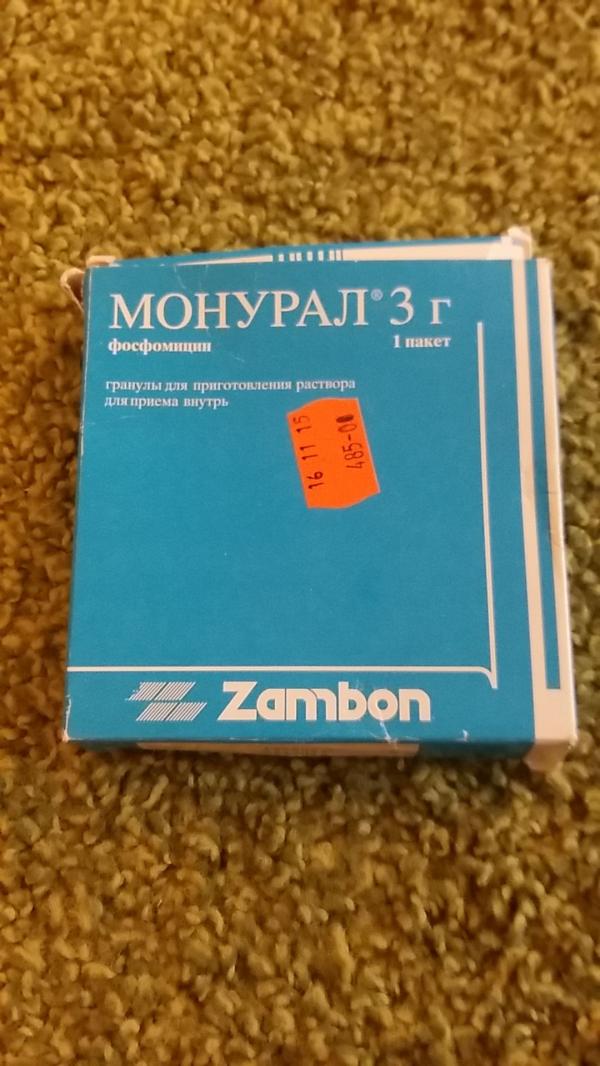 МОНУРАЛ® 3 г
фосфомицин
1 пакет
гранулы для приготовления раствора
для приема внутрь
16 11 15
485-00
Zambon